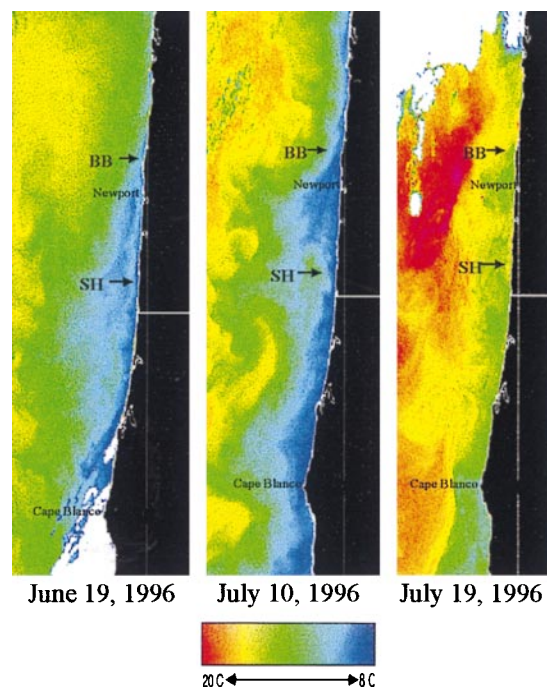 BB
Newport
SH
Cape Blanco
June 19, 1996
BB
Newport
SH
Cape Blanco
July 10, 1996
BB
Newport
SH
Cape Blanco
July 19, 1996
20 C 8 C